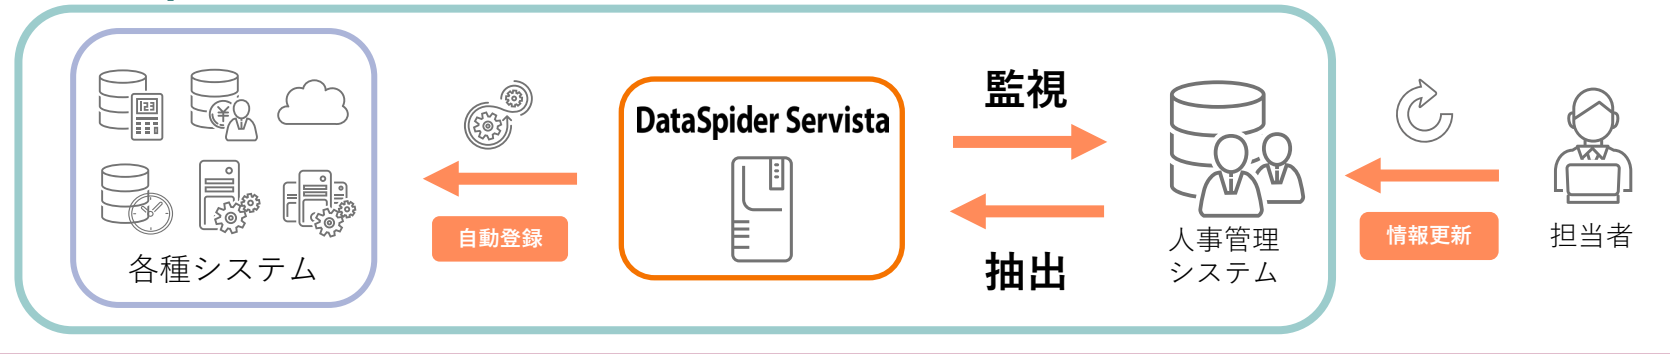 監視
DataSpider Servista
123
¥
自動登録
抽出
情報更新
各種システム
人事管理
システム
担当者